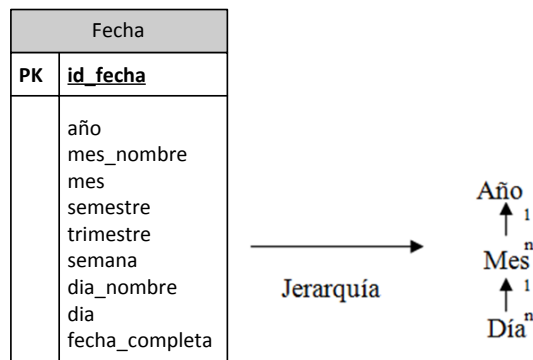 Fecha
PK id_fecha
año
mes_nombre
mes
semestre
trimestre
semana
dia_nombre
dia
fecha_completa
Jerarquía
Año
1
n
Mes
1
n
Día